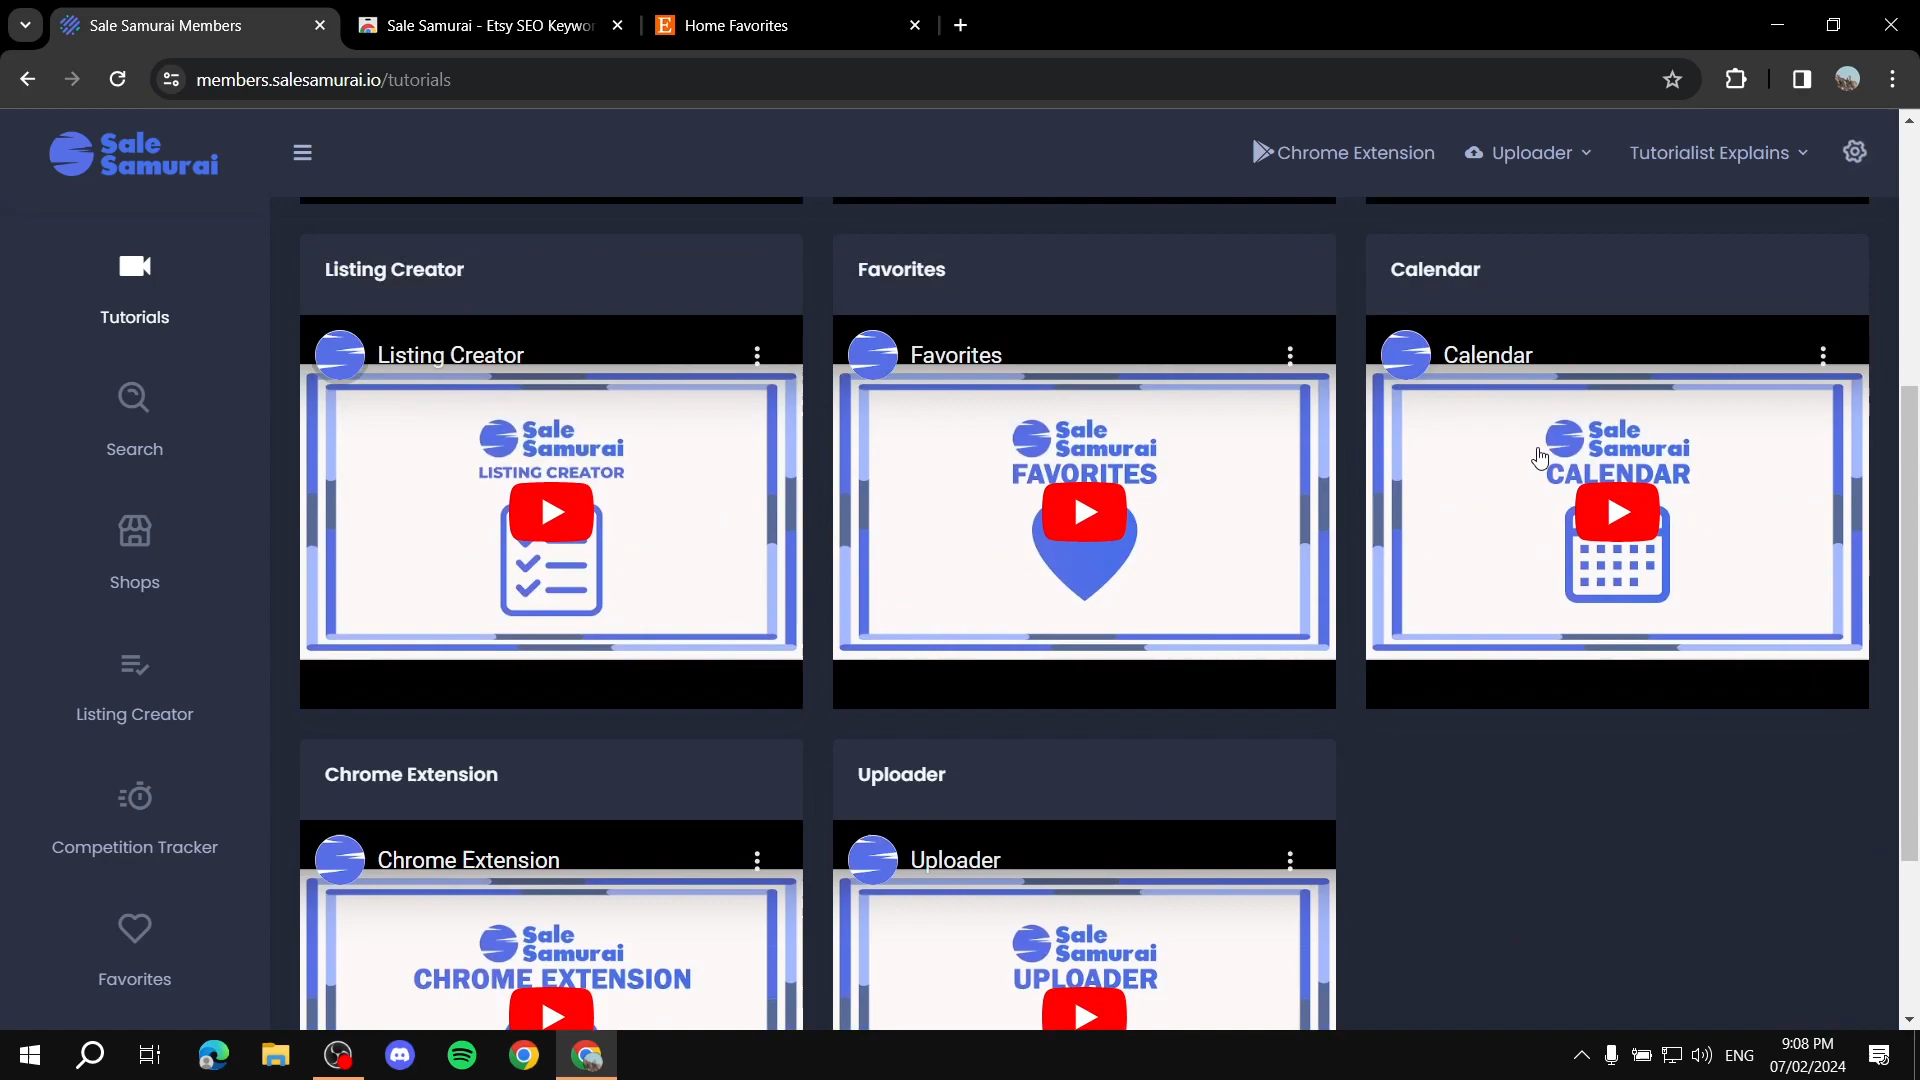 Sale Samurai Members
Sale Samurai - Etsy SEO Keywor
Home Favorites
members.salesamurai.io/tutorials
Sale
Samurai
Chrome Extension
Uploader
Tutorialist Explains
Tutorials
Search
Shops
Listing Creator
Competition Tracker
Favorites
Listing Creator
Favorites
Calendar
Listing Creator
Favorites
Calendar
Sale
Samurai
LISTING CREATOR
Sale
Samurai
FAVORITES
Sale
Samurai
CALENDAR
Chrome Extension
Uploader
Chrome Extension
Uploader
Sale
Samurai
CHROME EXTENSION
Sale
Samurai
UPLOADER
ENG
9:08 PM
07/02/2024